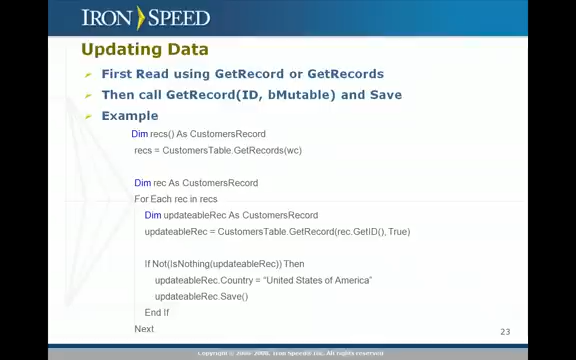 IRON SPEED
Updating Data
First Read using GetRecord or GetRecords
Then call GetRecord(ID, bMutable) and Save
Example
Dim recs() As CustomersRecord
recs = CustomersTable.GetRecords(wc)
Dim rec As CustomersRecord
For Each rec in recs
Dim updateableRec As CustomersRecord
updateableRec = CustomersTable.GetRecord(rec.GetID(), True)
If Not(IsNothing(updateableRec)) Then
updateableRec.Country = “United States of America”
updateableRec.Save()
End If
Next
23
Copyright © 2000-2008, Iron Speed, Inc. All rights reserved